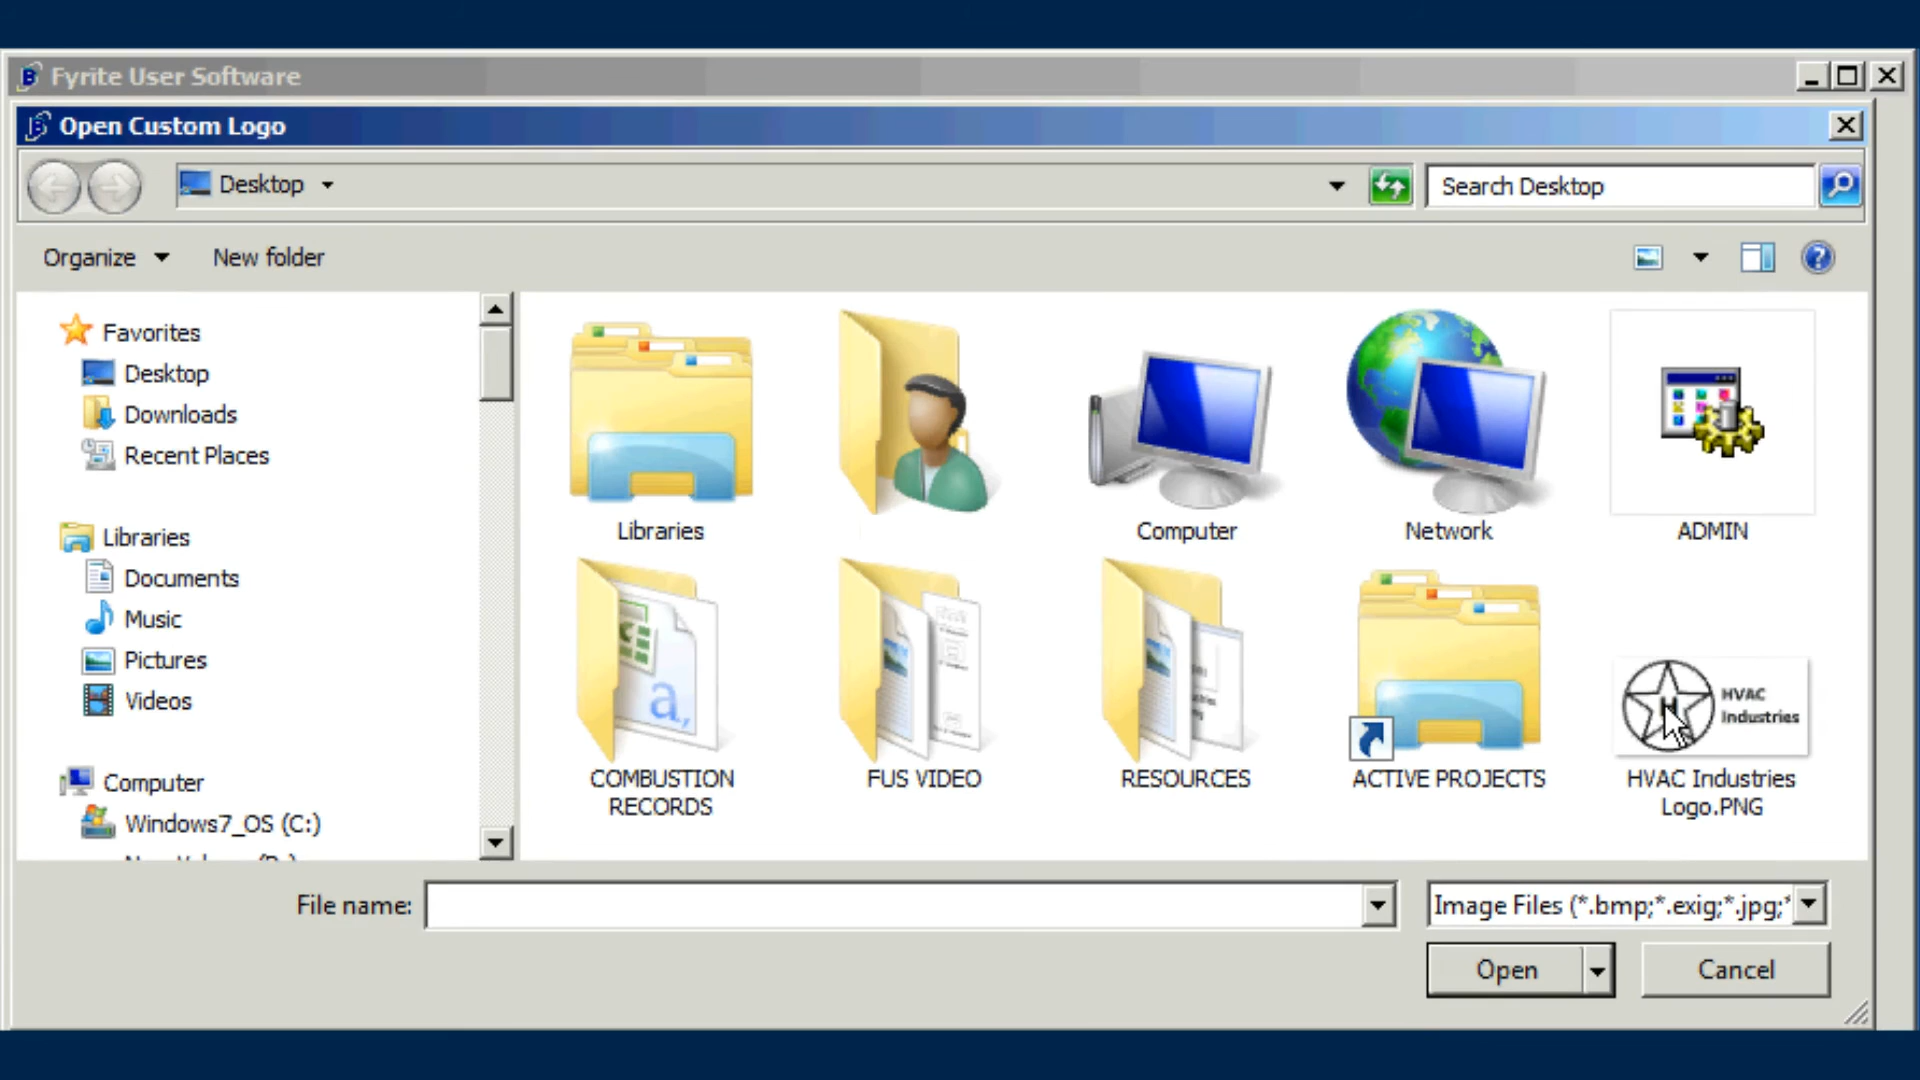 Fyrite User Software
Open Custom Logo
Desktop
Search Desktop
Organize
New folder
Favorites
Desktop
Downloads
Recent Places
Libraries
Documents
Music
Pictures
Videos
Computer
Windows7_OS (C:)
Libraries
Computer
Network
ADMIN
COMBUSTION
RECORDS
FUS VIDEO
RESOURCES
ACTIVE PROJECTS
HVAC
Industries
HVAC Industries
Logo.PNG
File name:
Image Files (*.bmp;*.exig;*.jpg;*
Open
Cancel